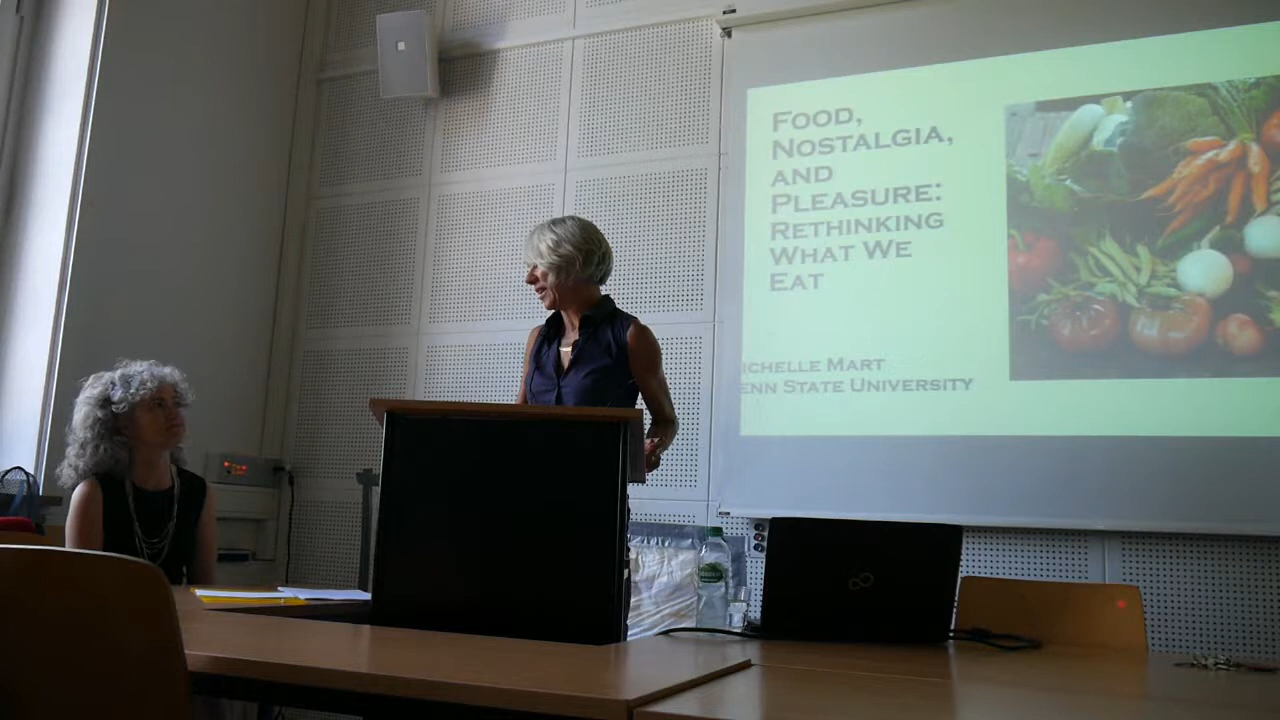 FOOD,
NOSTALGIA,
AND
PLEASURE:
RETHINKING
WHAT WE
EAT
ICHELLE MART
ENN STATE UNIVERSITY